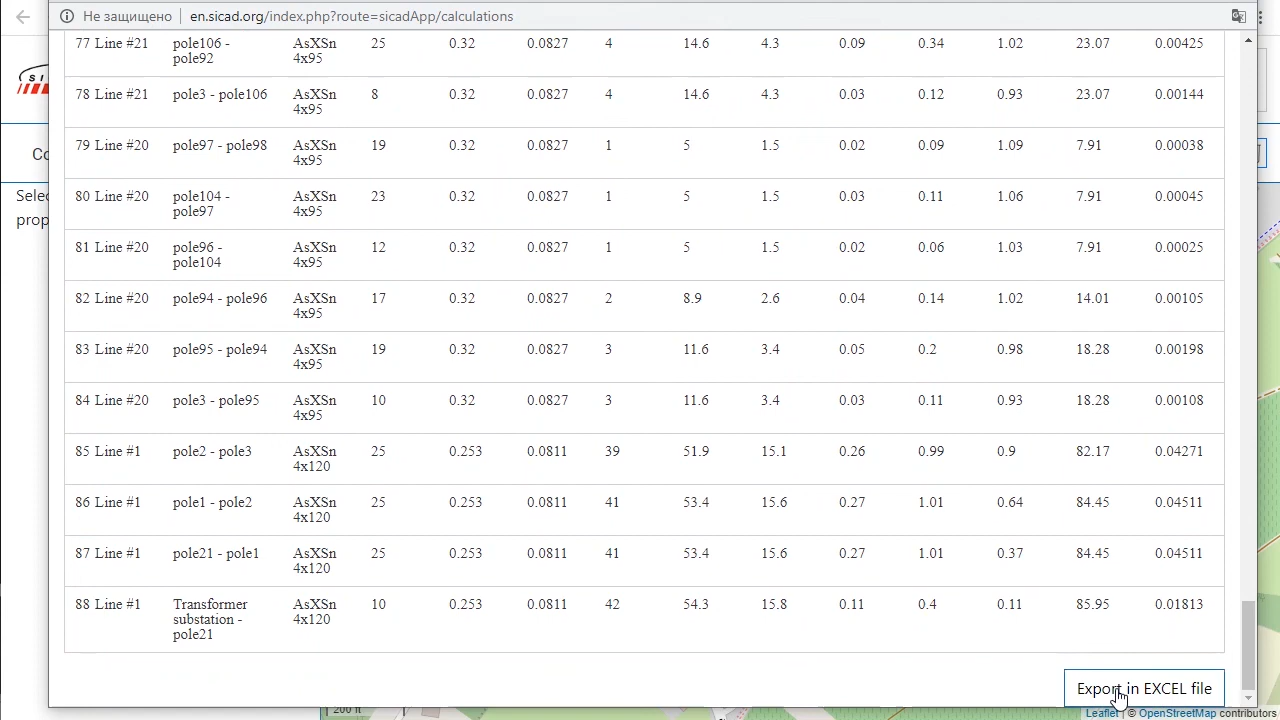 Не защищено en.sicad.org/index.php?route=sicadApp/calculations
77 Line #21 pole106 - AsXSn 25 0.32 0.0827 4 14.6 4.3 0.09 0.34 1.02 23.07 0.00425
pole92 4x95
78 Line #21 pole3 - pole106 AsXSn 8 0.32 0.0827 4 14.6 4.3 0.03 0.12 0.93 23.07 0.00144
4x95
79 Line #20 pole97 - pole98 AsXSn 19 0.32 0.0827 1 5 1.5 0.02 0.09 1.09 7.91 0.00038
4x95
80 Line #20 pole104 - AsXSn 23 0.32 0.0827 1 5 1.5 0.03 0.11 1.06 7.91 0.00045
pole97 4x95
81 Line #20 pole96 - AsXSn 12 0.32 0.0827 1 5 1.5 0.02 0.06 1.03 7.91 0.00025
pole104 4x95
82 Line #20 pole94 - pole96 AsXSn 17 0.32 0.0827 2 8.9 2.6 0.04 0.14 1.02 14.01 0.00105
4x95
83 Line #20 pole95 - pole94 AsXSn 19 0.32 0.0827 3 11.6 3.4 0.05 0.2 0.98 18.28 0.00198
4x95
84 Line #20 pole3 - pole95 AsXSn 10 0.32 0.0827 3 11.6 3.4 0.03 0.11 0.93 18.28 0.00108
4x95
85 Line #1 pole2 - pole3 AsXSn 25 0.253 0.0811 39 51.9 15.1 0.26 0.99 0.9 82.17 0.04271
4x120
86 Line #1 pole1 - pole2 AsXSn 25 0.253 0.0811 41 53.4 15.6 0.27 1.01 0.64 84.45 0.04511
4x120
87 Line #1 pole21 - pole1 AsXSn 25 0.253 0.0811 41 53.4 15.6 0.27 1.01 0.37 84.45 0.04511
4x120
88 Line #1 Transformer AsXSn 10 0.253 0.0811 42 54.3 15.8 0.11 0.4 0.11 85.95 0.01813
substation - 4x120
pole21
Export in EXCEL file
S I
Co
Selec
prop
200 ft
Leaflet | © OpenStreetMap contributors